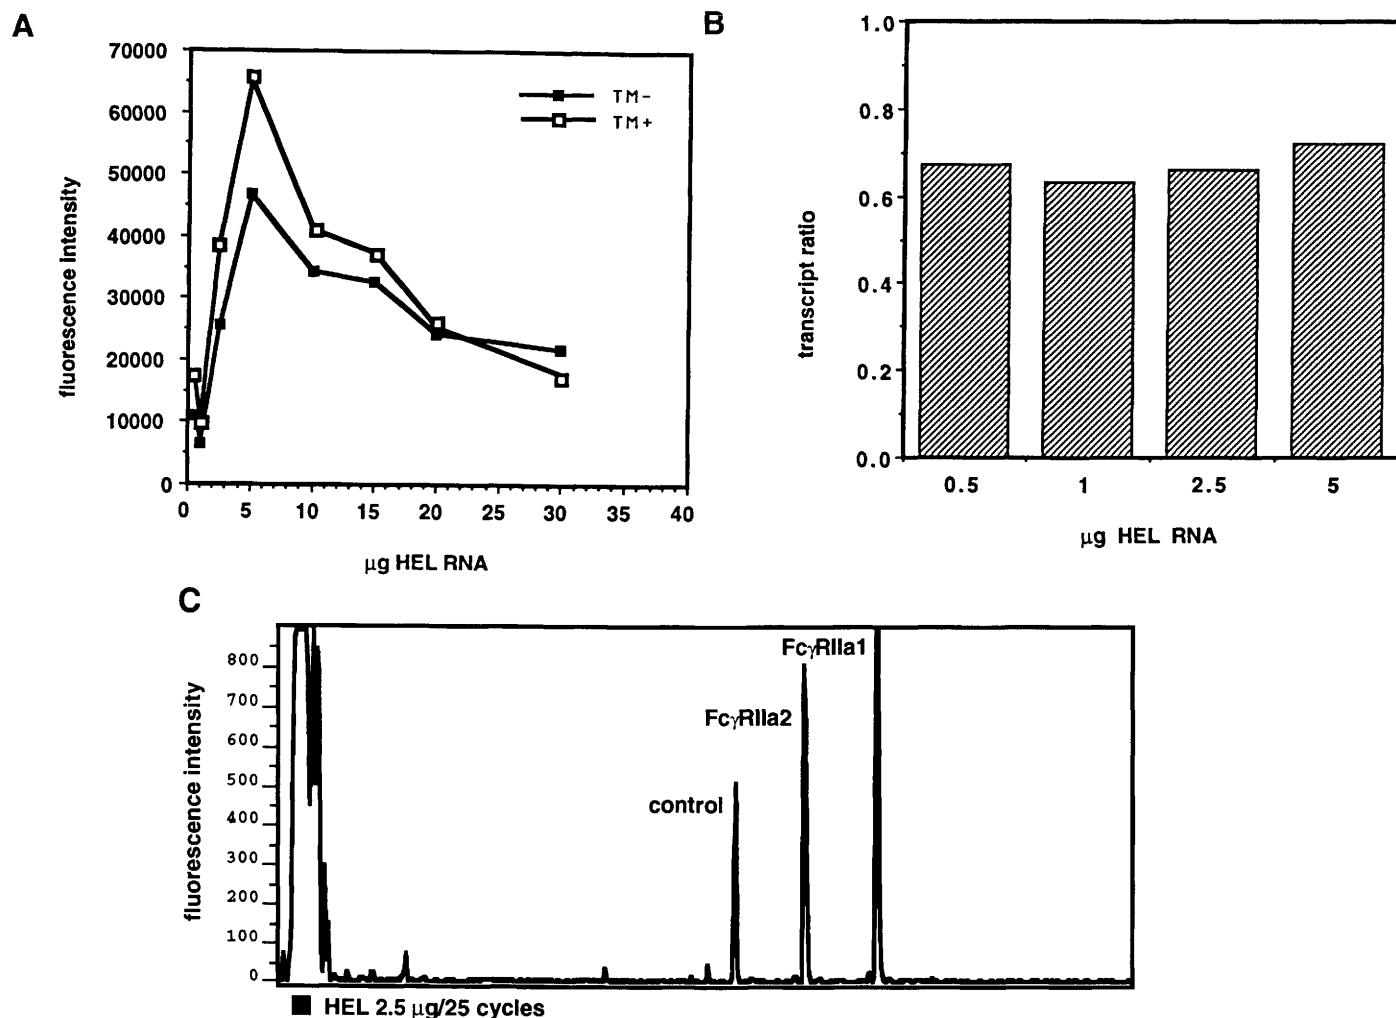 A
70000
60000
50000
40000
30000
20000
10000
0
fluorescence intensity
TM-
TM+
0 5 10 15 20 25 30 35 40
μg HEL RNA
B
1.0
0.8
0.6
0.4
0.2
0.0
transcript ratio
0.5 1 2.5 5
μg HEL RNA
C
800
700
600
500
400
300
200
100
0
fluorescence intensity
FcγRIIa1
FcγRIIa2
control
HEL 2.5 μg/25 cycles